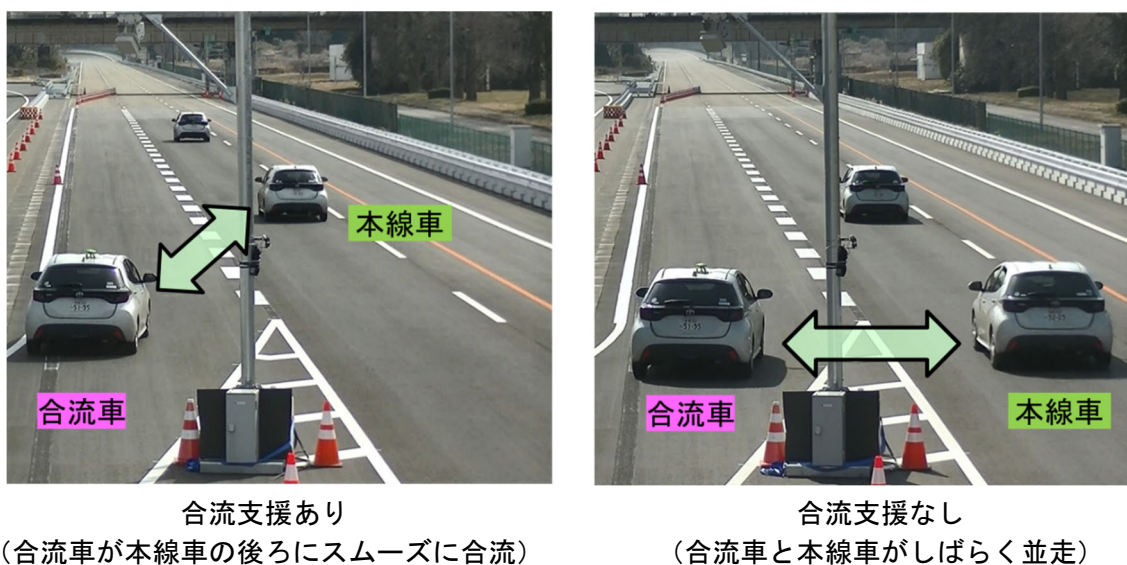 本線車
合流車
合流支援あり
(合流車が本線車の後ろにスムーズに合流)
合流車
本線車
合流支援なし
(合流車と本線車がしばらく並走)